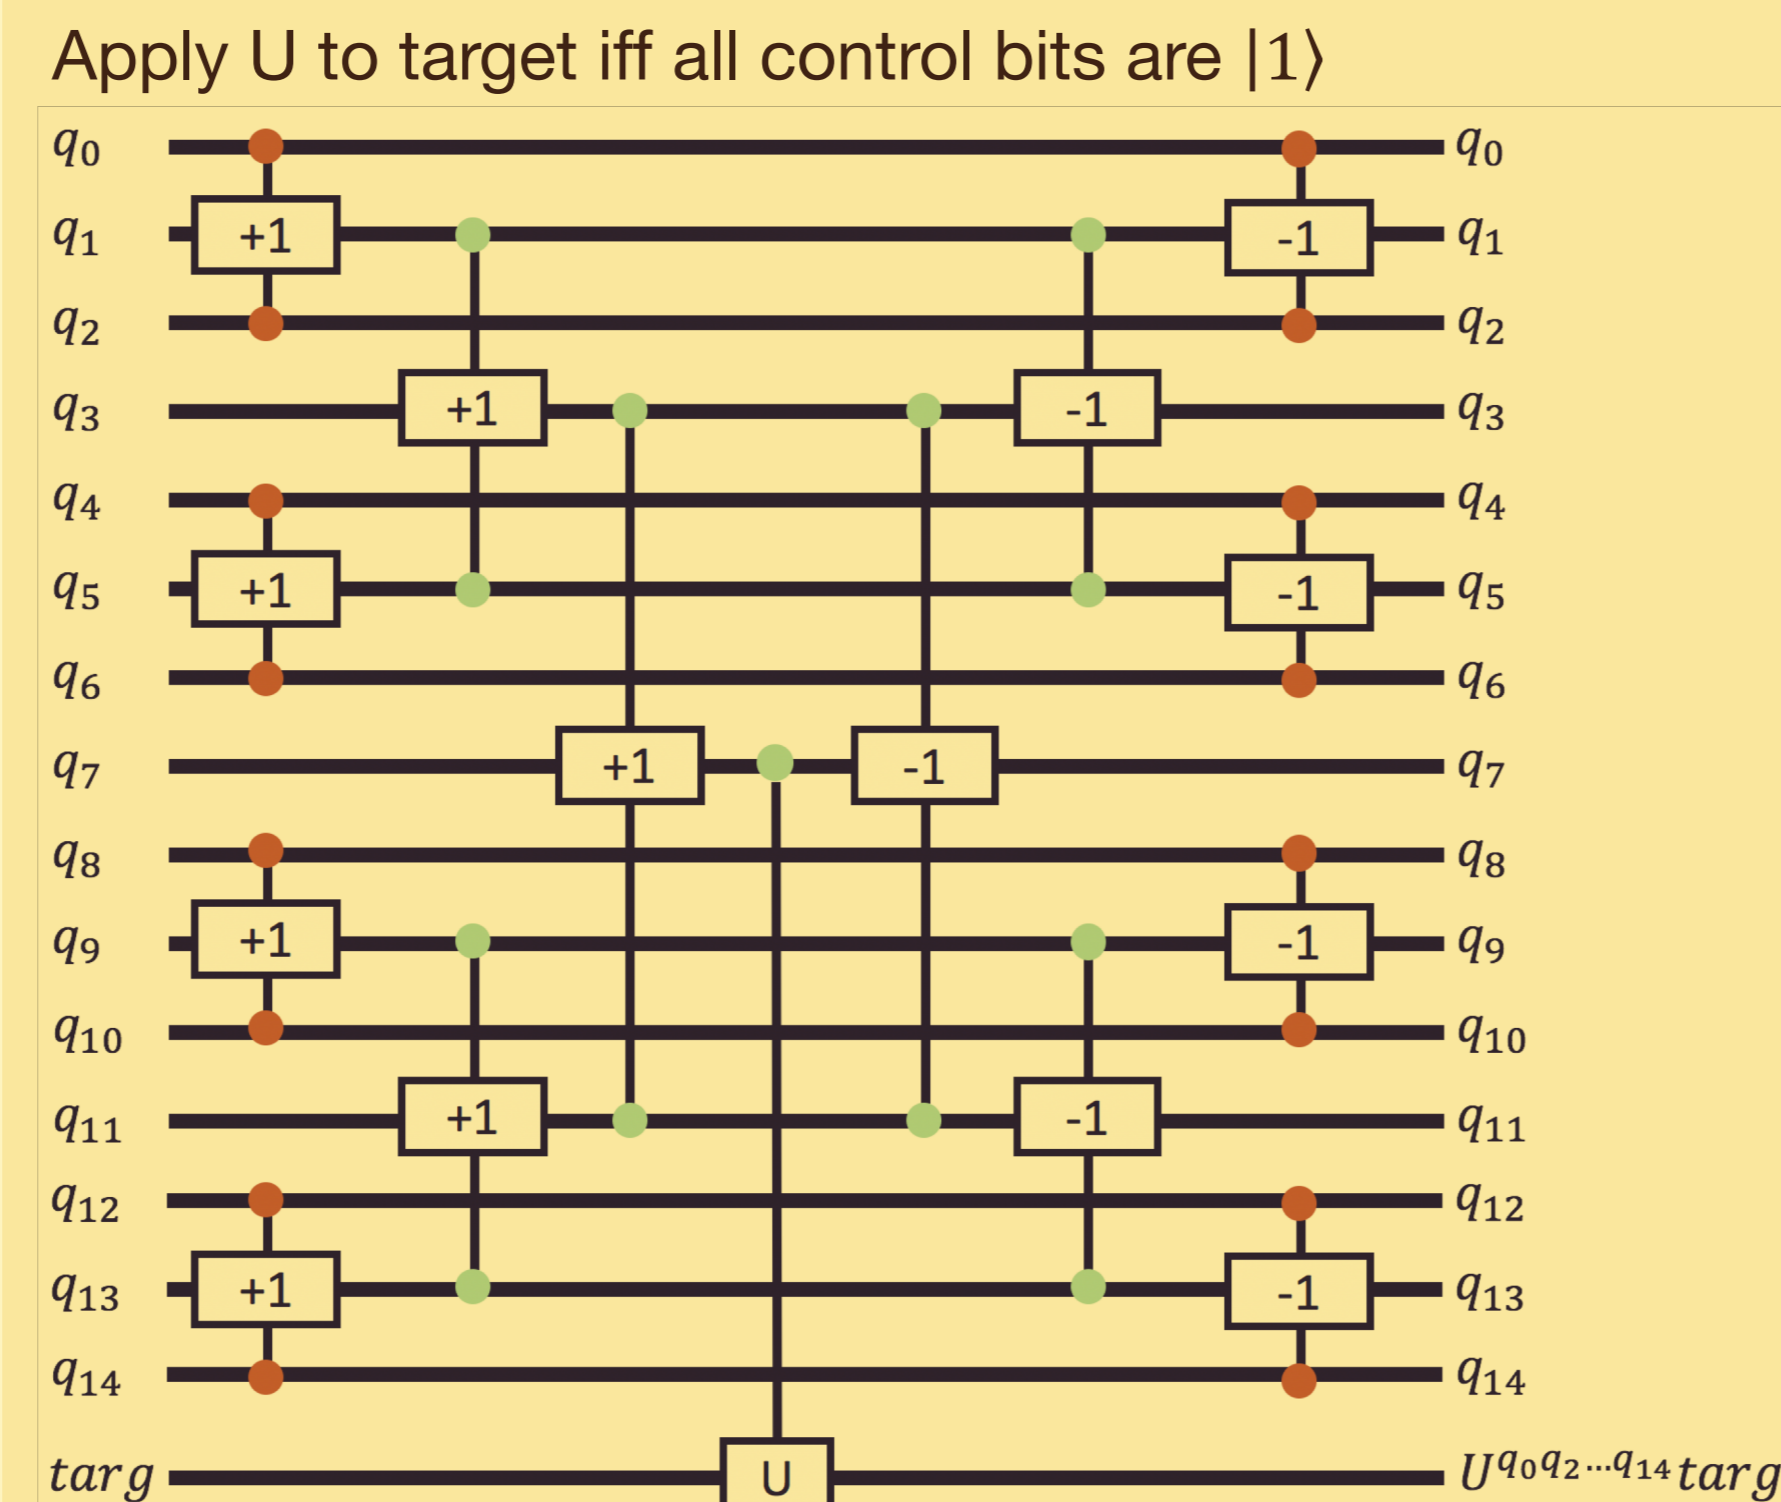 Apply U to target iff all control bits are |1⟩
q₀ q₀
q₁ +1 -1 q₁
q₂ q₂
q₃ +1 -1 q₃
q₄ q₄
q₅ +1 -1 q₅
q₆ q₆
q₇ +1 -1 q₇
q₈ q₈
q₉ +1 -1 q₉
q₁₀ q₁₀
q₁₁ +1 -1 q₁₁
q₁₂ q₁₂
q₁₃ +1 -1 q₁₃
q₁₄ q₁₄
targ U U^{q₀q₂…q₁₄}targ